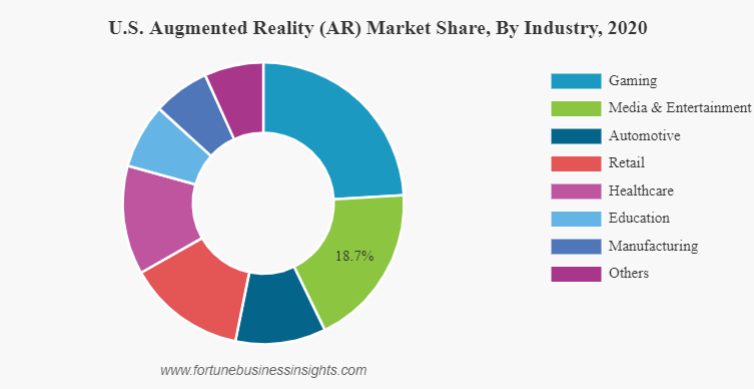 U.S. Augmented Reality (AR) Market Share, By Industry, 2020
Gaming
Media & Entertainment
Automotive
Retail
Healthcare
Education
Manufacturing
Others
18.7%
www.fortunebusinessinsights.com